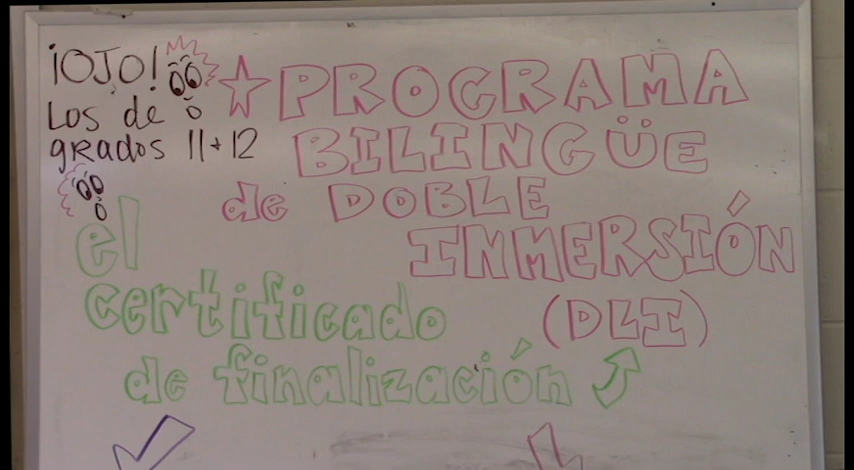 ¡OJO!
Los de
grados 11+12
PROGRAMA
BILINGÜE
de DOBLE
INMERSIÓN
(DLI)
el
certificado
de finalización